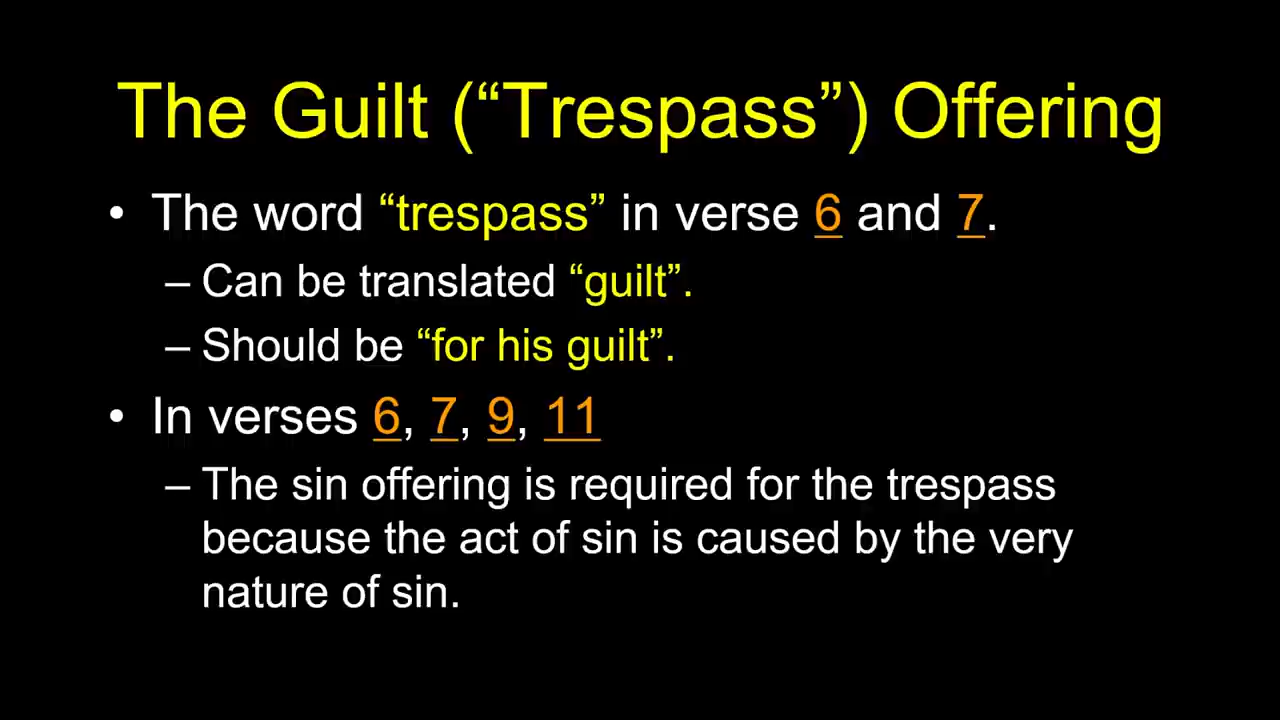 The Guilt (“Trespass”) Offering
• The word “trespass” in verse 6 and 7.
– Can be translated “guilt”.
– Should be “for his guilt”.
• In verses 6, 7, 9, 11
– The sin offering is required for the trespass
because the act of sin is caused by the very
nature of sin.